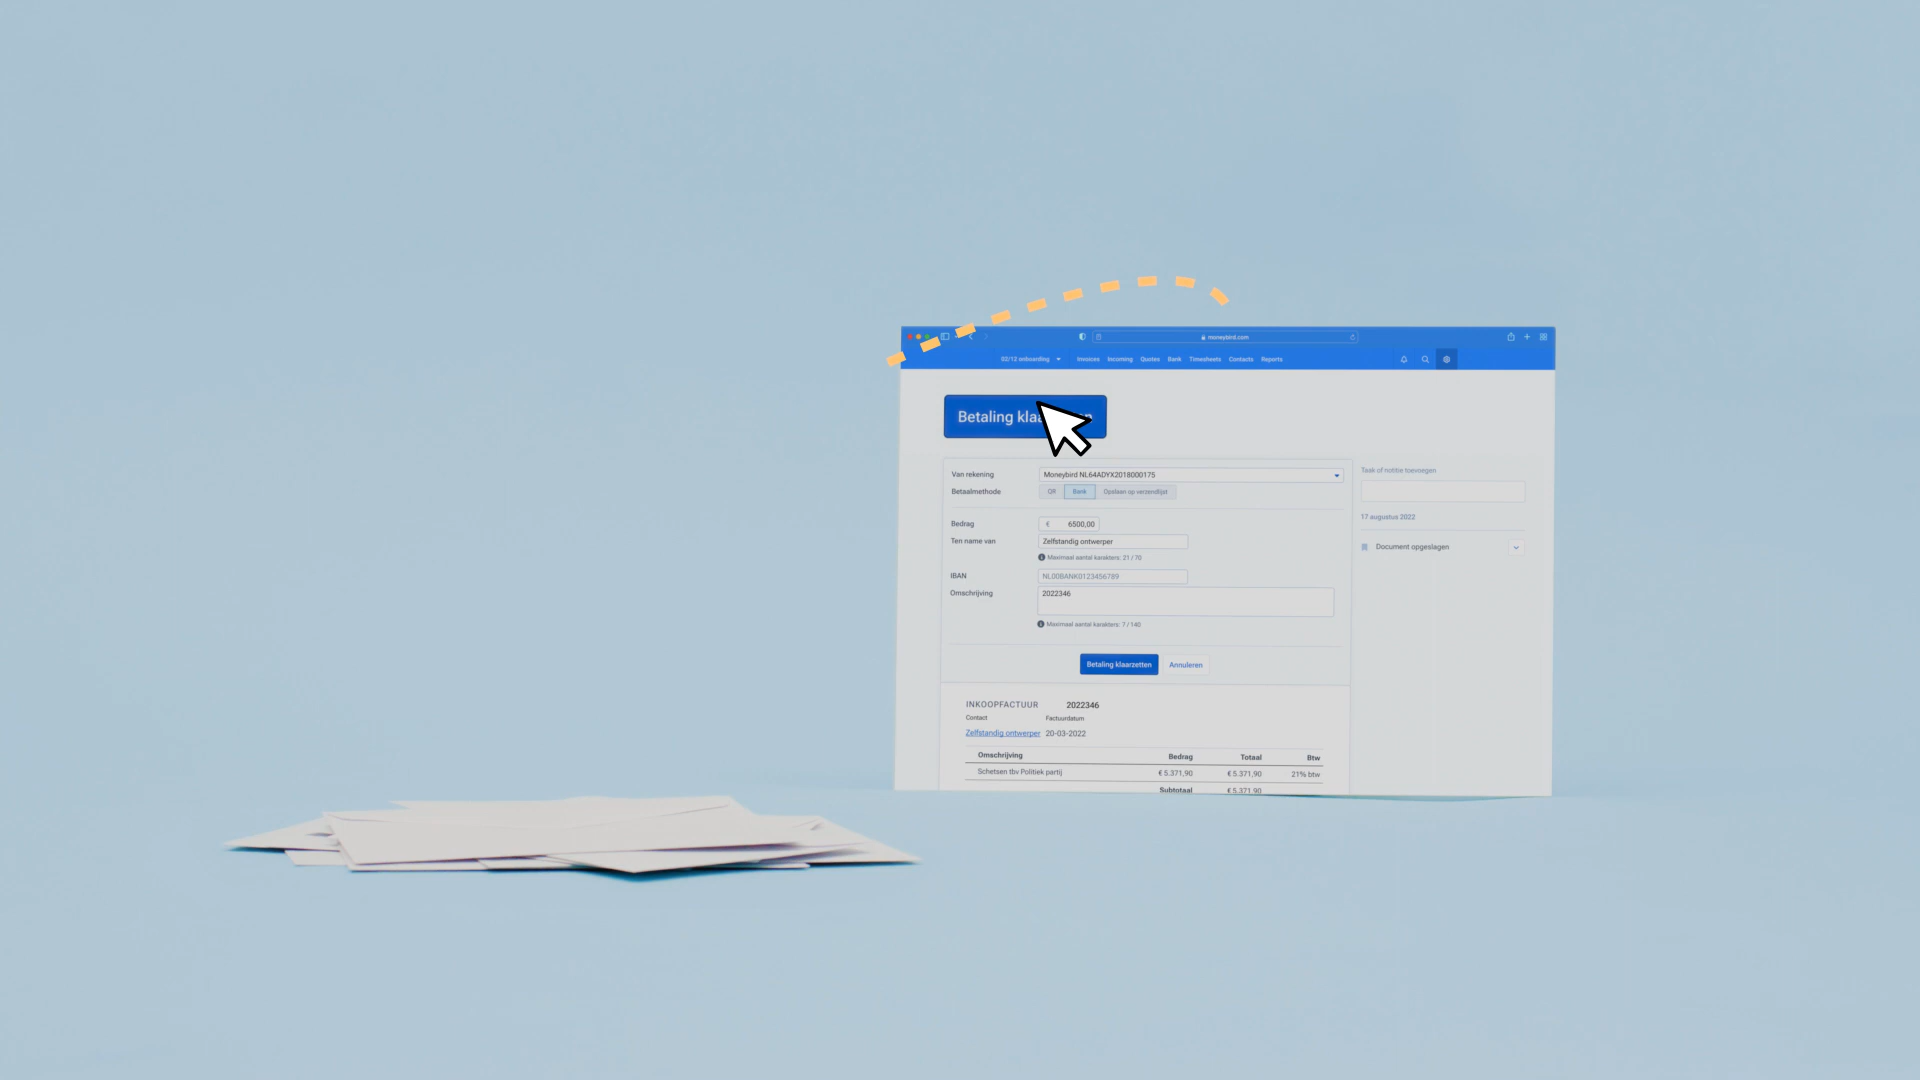 moneybird.com
02/12 onboarding Invoices Incoming Quotes Bank Timesheets Contacts Reports
Betaling
Van rekening Moneybird NL64ADYX2018000175
Betaalmethode QR Bank Opslaan op verzendlijst
Taak of notitie toevoegen
17 augustus 2022
Document opgeslagen
Bedrag € 6500,00
Ten name van Zelfstandig ontwerper
Maximaal aantal karakters: 21 / 70
IBAN NL00BANK0123456789
Omschrijving 2022346
Maximaal aantal karakters: 7 / 140
Betaling klaarzetten Annuleren
INKOOPFACTUUR 2022346
Contact Factuurdatum
Zelfstandig ontwerper 20-03-2022
Omschrijving Bedrag Totaal Btw
Schetsen tbv Politiek partij € 5.371,90 € 5.371,90 21% btw
Subtotaal € 5.371,90